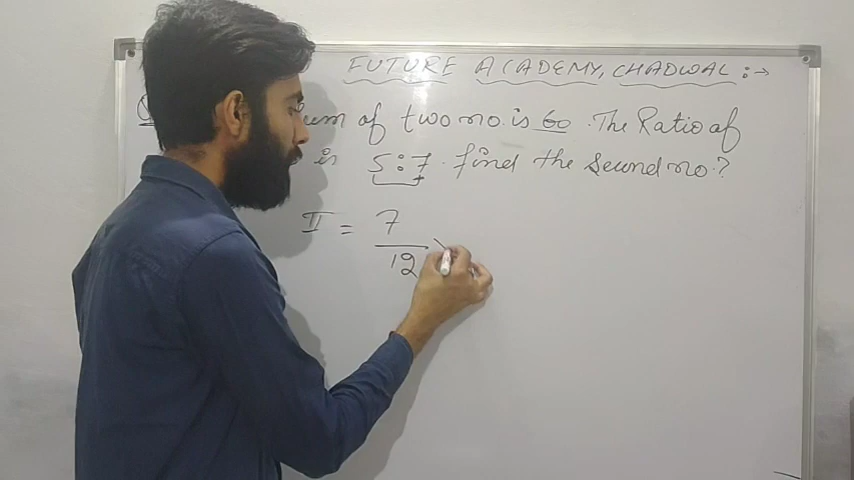 FUTURE ACADEMY, CHADWAL :→
um of two no. is 60. The Ratio of
is 5:7. find the Second no.?
II = 7
12